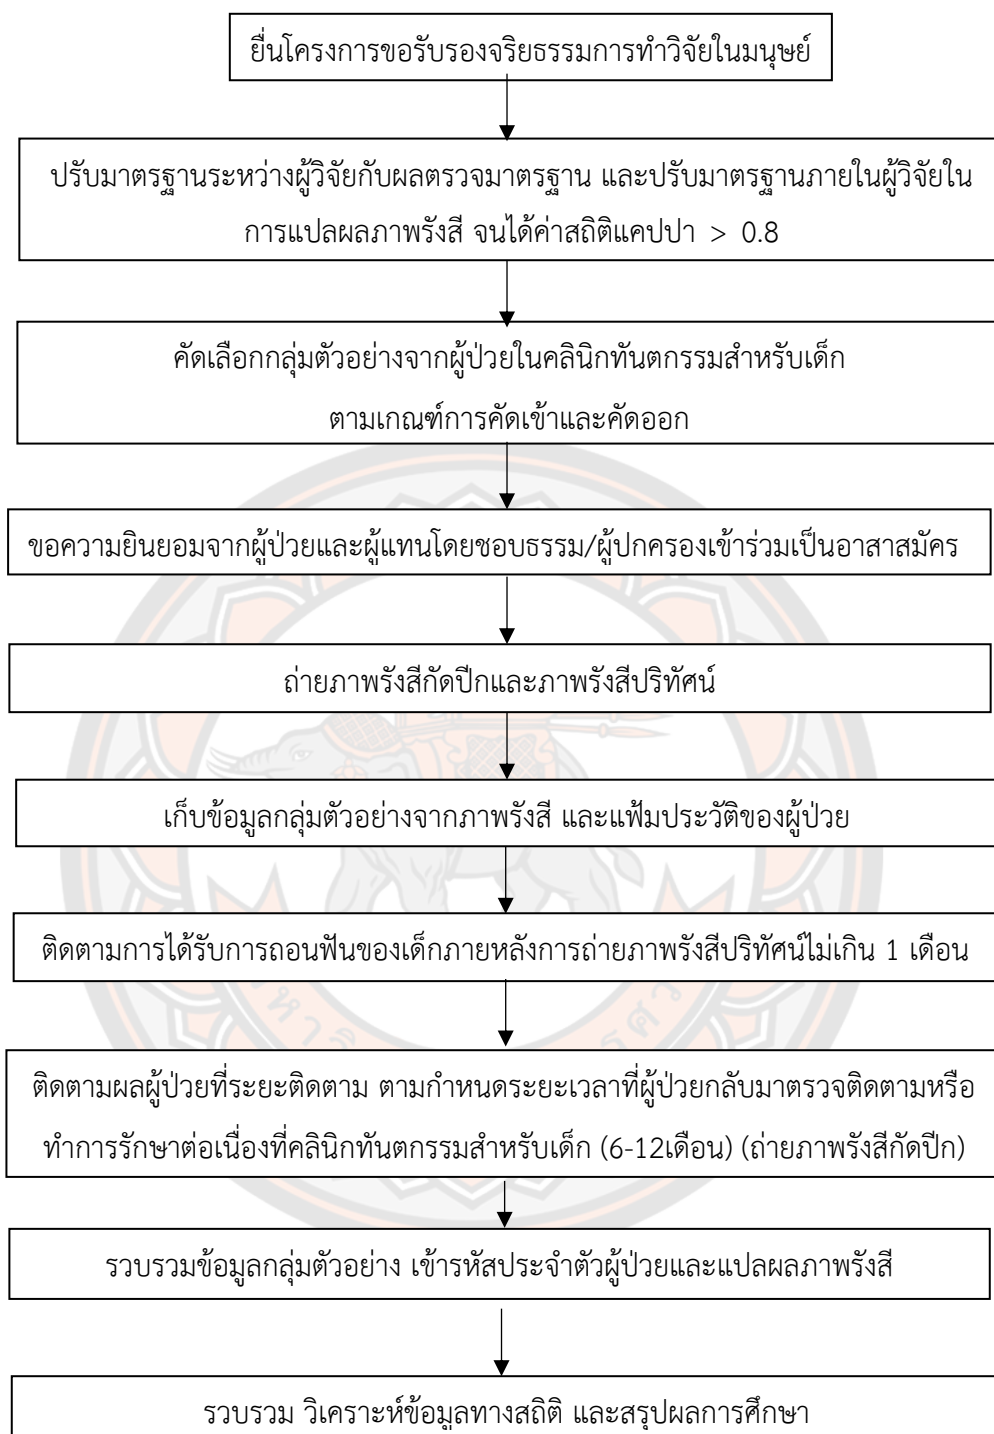 ยื่นโครงการขอรับรองจริยธรรมการทำวิจัยในมนุษย์
ปรับมาตรฐานระหว่างผู้วิจัยกับผลตรวจมาตรฐาน และปรับมาตรฐานภายในผู้วิจัยใน
การแปลผลภาพรังสี จนได้ค่าสถิติแคปปา > 0.8
คัดเลือกกลุ่มตัวอย่างจากผู้ป่วยในคลินิกทันตกรรมสำหรับเด็ก
ตามเกณฑ์การคัดเข้าและคัดออก
ขอความยินยอมจากผู้ป่วยและผู้แทนโดยชอบธรรม/ผู้ปกครองเข้าร่วมเป็นอาสาสมัคร
ถ่ายภาพรังสีกัดปีกและภาพรังสีปริทัศน์
เก็บข้อมูลกลุ่มตัวอย่างจากภาพรังสี และแฟ้มประวัติของผู้ป่วย
ติดตามการได้รับการถอนฟันของเด็กภายหลังการถ่ายภาพรังสีปริทัศน์ไม่เกิน 1 เดือน
ติดตามผลผู้ป่วยที่ระยะติดตาม ตามกำหนดระยะเวลาที่ผู้ป่วยกลับมาตรวจติดตามหรือ
ทำการรักษาต่อเนื่องที่คลินิกทันตกรรมสำหรับเด็ก (6-12เดือน) (ถ่ายภาพรังสีกัดปีก)
รวบรวมข้อมูลกลุ่มตัวอย่าง เข้ารหัสประจำตัวผู้ป่วยและแปลผลภาพรังสี
รวบรวม วิเคราะห์ข้อมูลทางสถิติ และสรุปผลการศึกษา